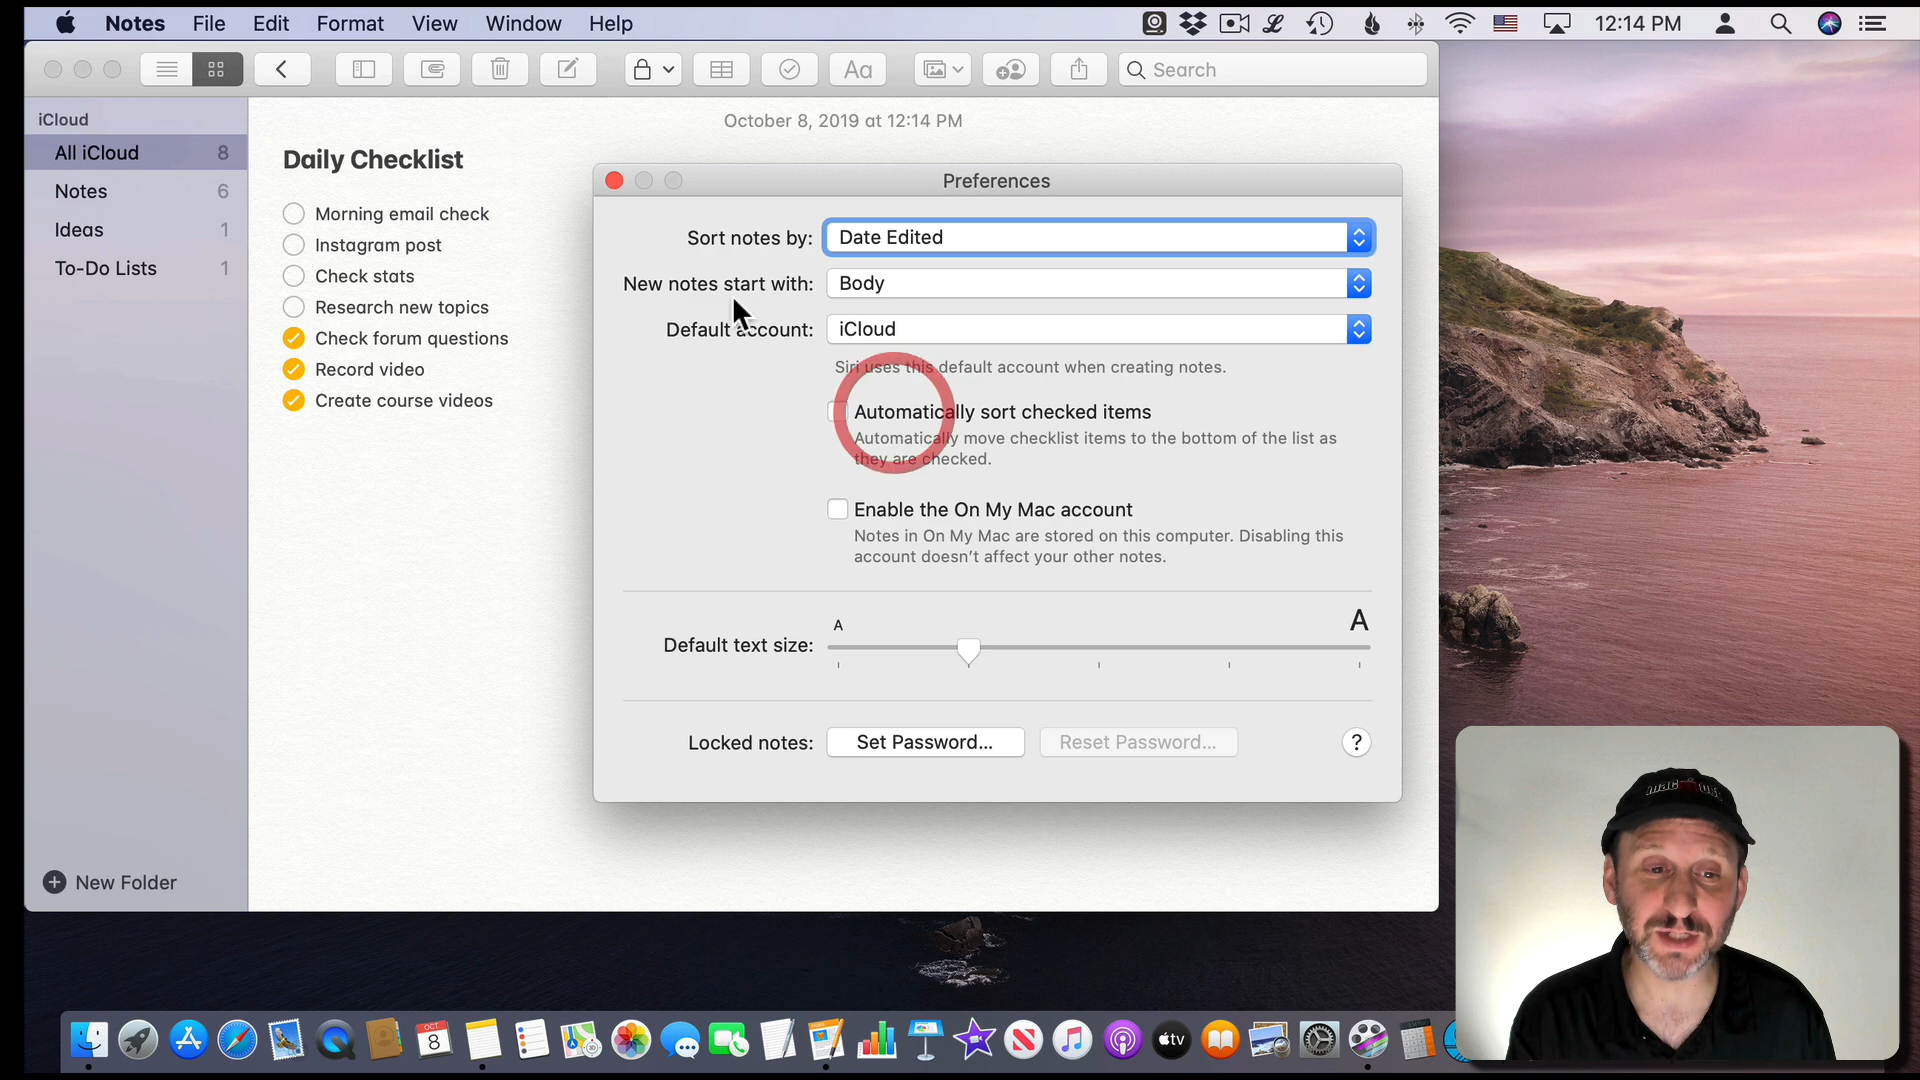 Notes File Edit Format View Window Help 12:14 PM
Aa Search
iCloud
All iCloud 8
Notes 6
Ideas 1
To-Do Lists 1
New Folder
October 8, 2019 at 12:14 PM
Daily Checklist
Morning email check
Instagram post
Check stats
Research new topics
Check forum questions
Record video
Create course videos
Preferences
Sort notes by: Date Edited
New notes start with: Body
Default account: iCloud
Siri uses this default account when creating notes.
Automatically sort checked items
Automatically move checklist items to the bottom of the list as
they are checked.
Enable the On My Mac account
Notes in On My Mac are stored on this computer. Disabling this
account doesn't affect your other notes.
A A
Default text size:
Locked notes: Set Password... Reset Password... ?
OCT
8
tv